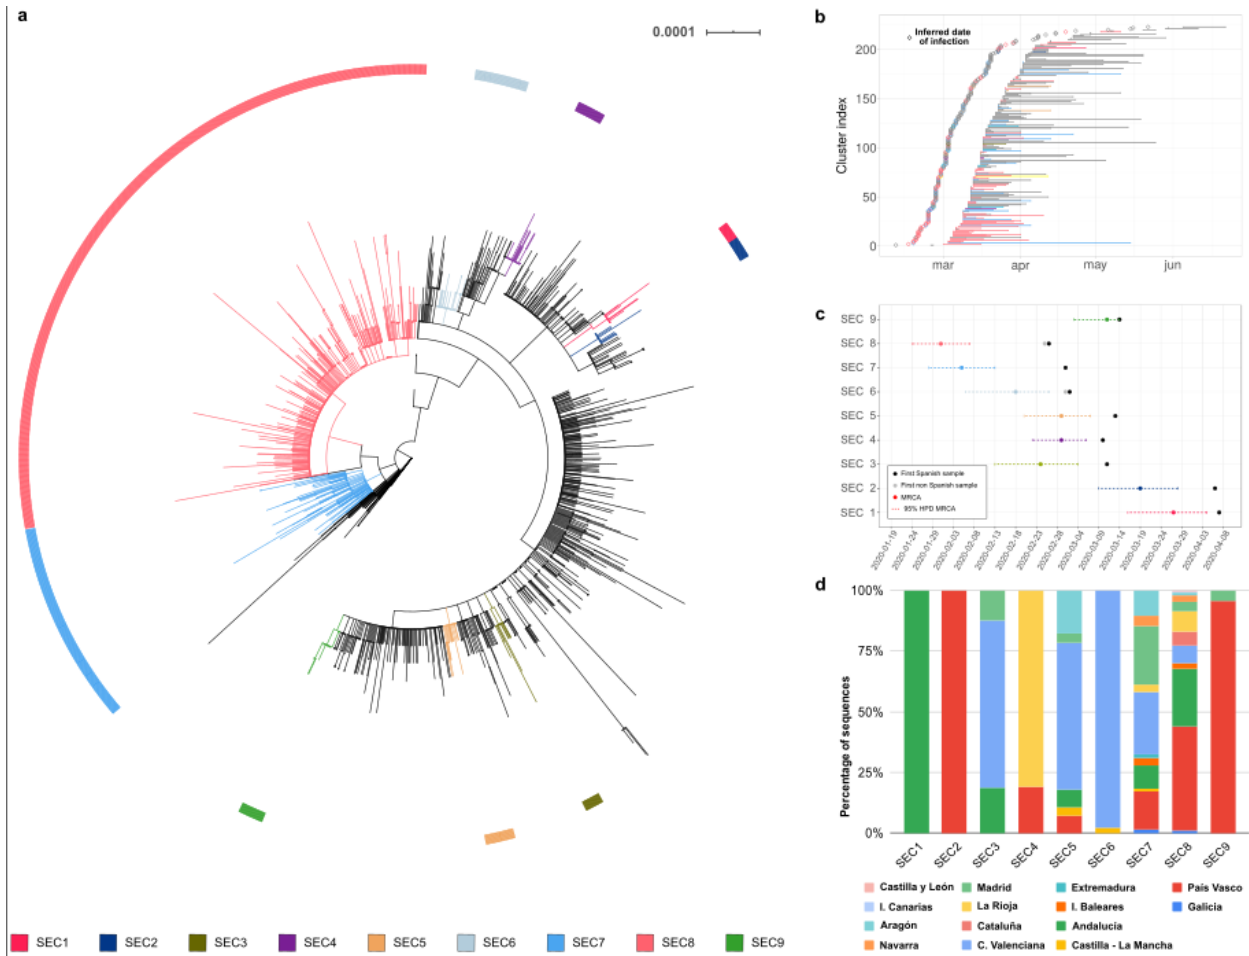 a
0.0001
SEC1 SEC2 SEC3 SEC4 SEC5 SEC6 SEC7 SEC8 SEC9
b
Inferred date
of infection
Cluster index
200
150
100
50
0
mar apr may jun
c
SEC 9
SEC 8
SEC 7
SEC 6
SEC 5
SEC 4
SEC 3
SEC 2
SEC 1
First Spanish sample
First non Spanish sample
MRCA
95% HPD MRCA
2020-01-19 2020-01-24 2020-01-29 2020-02-03 2020-02-08 2020-02-13 2020-02-18 2020-02-23 2020-02-28 2020-03-04 2020-03-09 2020-03-14 2020-03-19 2020-03-24 2020-03-29 2020-04-03 2020-04-08
d
Percentage of sequences
100%
75%
50%
25%
0%
SEC1 SEC2 SEC3 SEC4 SEC5 SEC6 SEC7 SEC8 SEC9
Castilla y León Madrid Extremadura País Vasco
I. Canarias La Rioja I. Baleares Galicia
Aragón Cataluña Andalucía
Navarra C. Valenciana Castilla - La Mancha